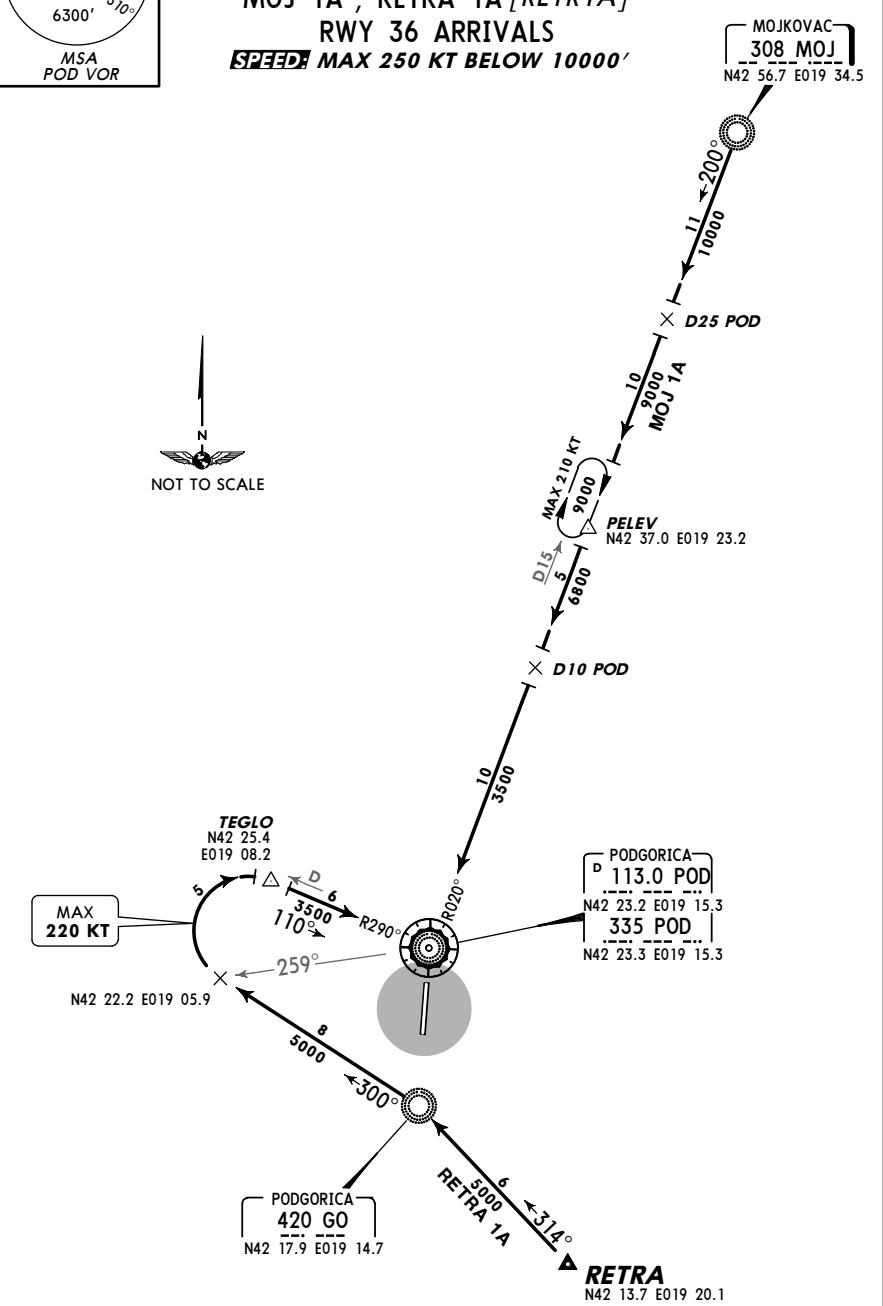 310°
6300'
MSA
POD VOR
MOJ 1A , RETRA 1A [RETR1A]
RWY 36 ARRIVALS
SPEED: MAX 250 KT BELOW 10000'
MOJKOVAC
308 MOJ
N42 56.7 E019 34.5
200°
11
10000
D25 POD
10
9000
MOJ 1A
N
NOT TO SCALE
MAX 210 KT
9000
PELEV
N42 37.0 E019 23.2
D15
5
6800
D10 POD
10
3500
TEGLO
N42 25.4
E019 08.2
5
D
6
3500
110°
R290°
R020°
PODGORICA
D 113.0 POD
N42 23.2 E019 15.3
335 POD
N42 23.3 E019 15.3
MAX
220 KT
259°
N42 22.2 E019 05.9
8
5000
300°
PODGORICA
420 GO
N42 17.9 E019 14.7
6
5000
RETRA 1A
314°
RETRA
N42 13.7 E019 20.1